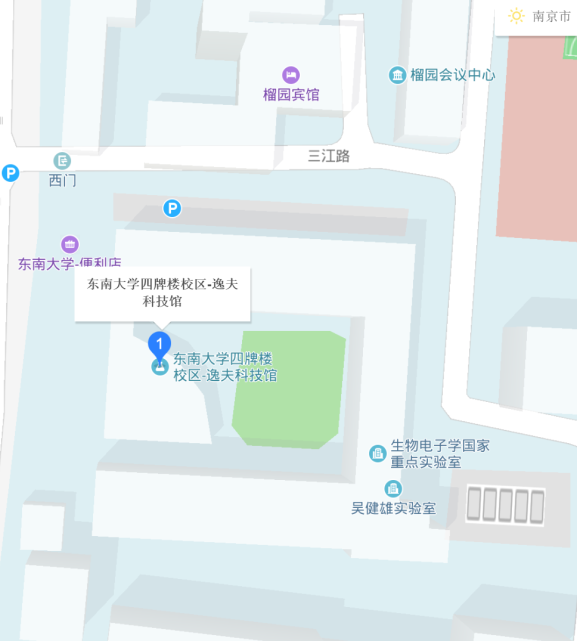 南京市
榴园会议中心
榴园宾馆
三江路
西门
P
P
东南大学-便利店
东南大学四牌楼校区-逸夫
科技馆
1
东南大学四牌楼
校区-逸夫科技馆
生物电子学国家
重点实验室
吴健雄实验室